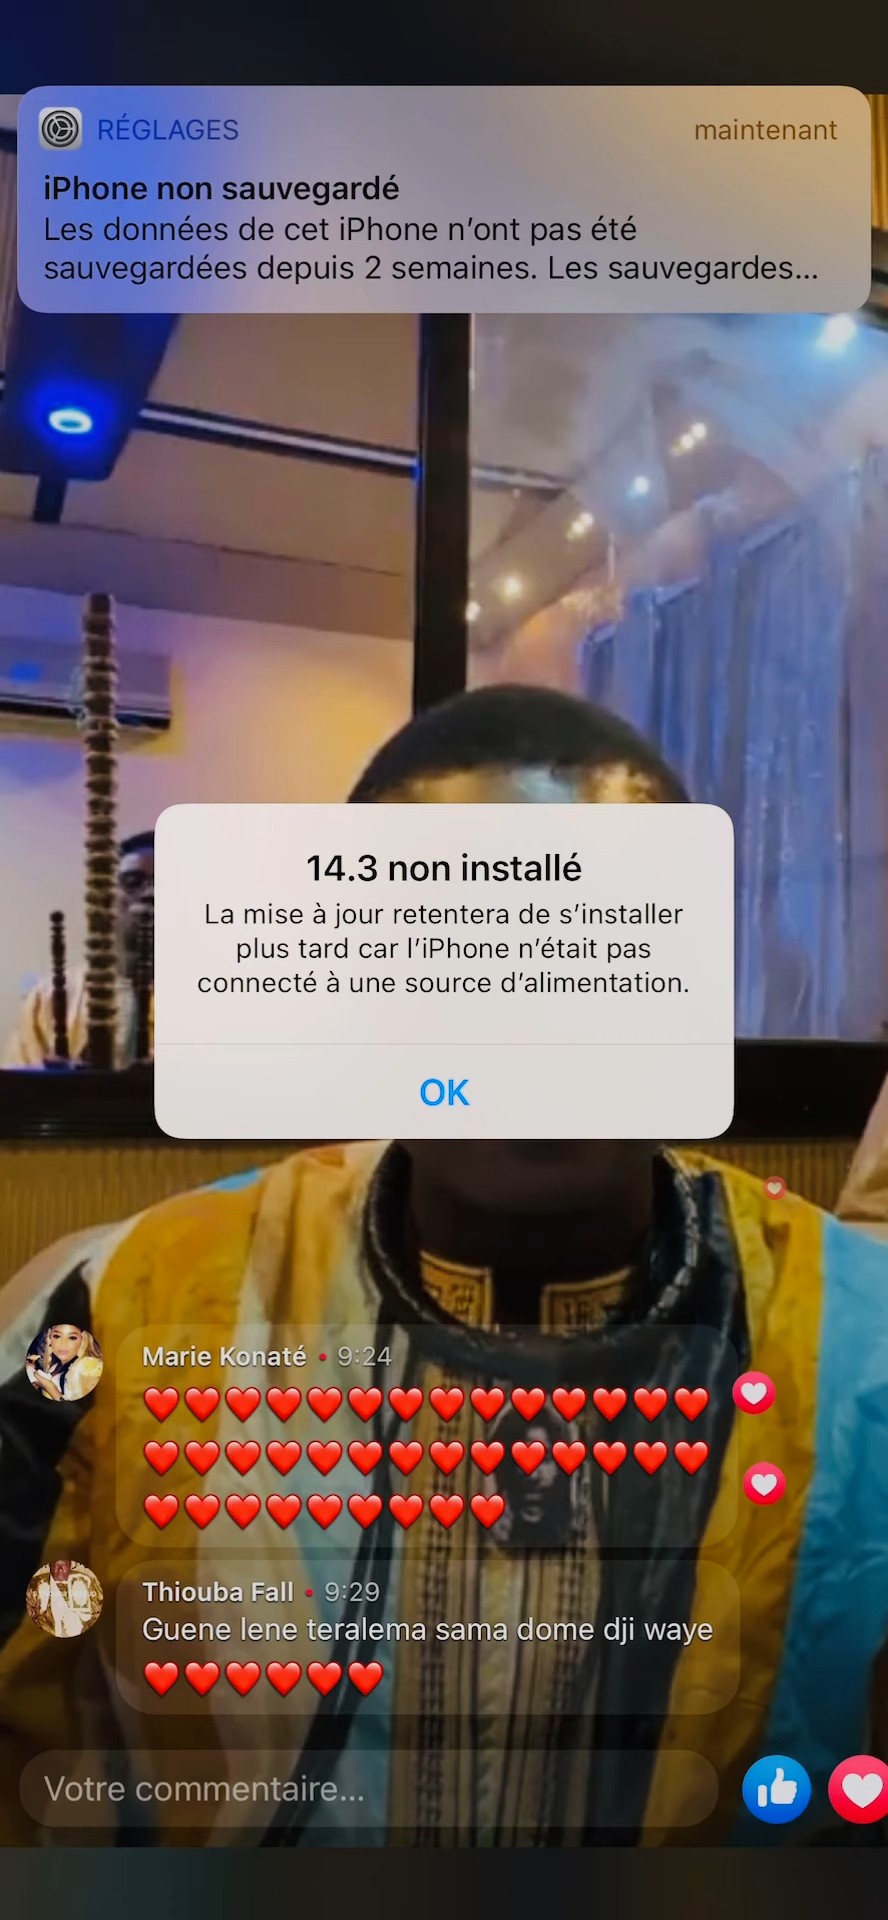 RÉGLAGES
maintenant
iPhone non sauvegardé
Les données de cet iPhone n’ont pas été
sauvegardées depuis 2 semaines. Les sauvegardes...
14.3 non installé
La mise à jour retentera de s’installer
plus tard car l’iPhone n’était pas
connecté à une source d’alimentation.
OK
Marie Konaté • 9:24
Thiouba Fall • 9:29
Guene lene teralema sama dome dji waye
Votre commentaire...